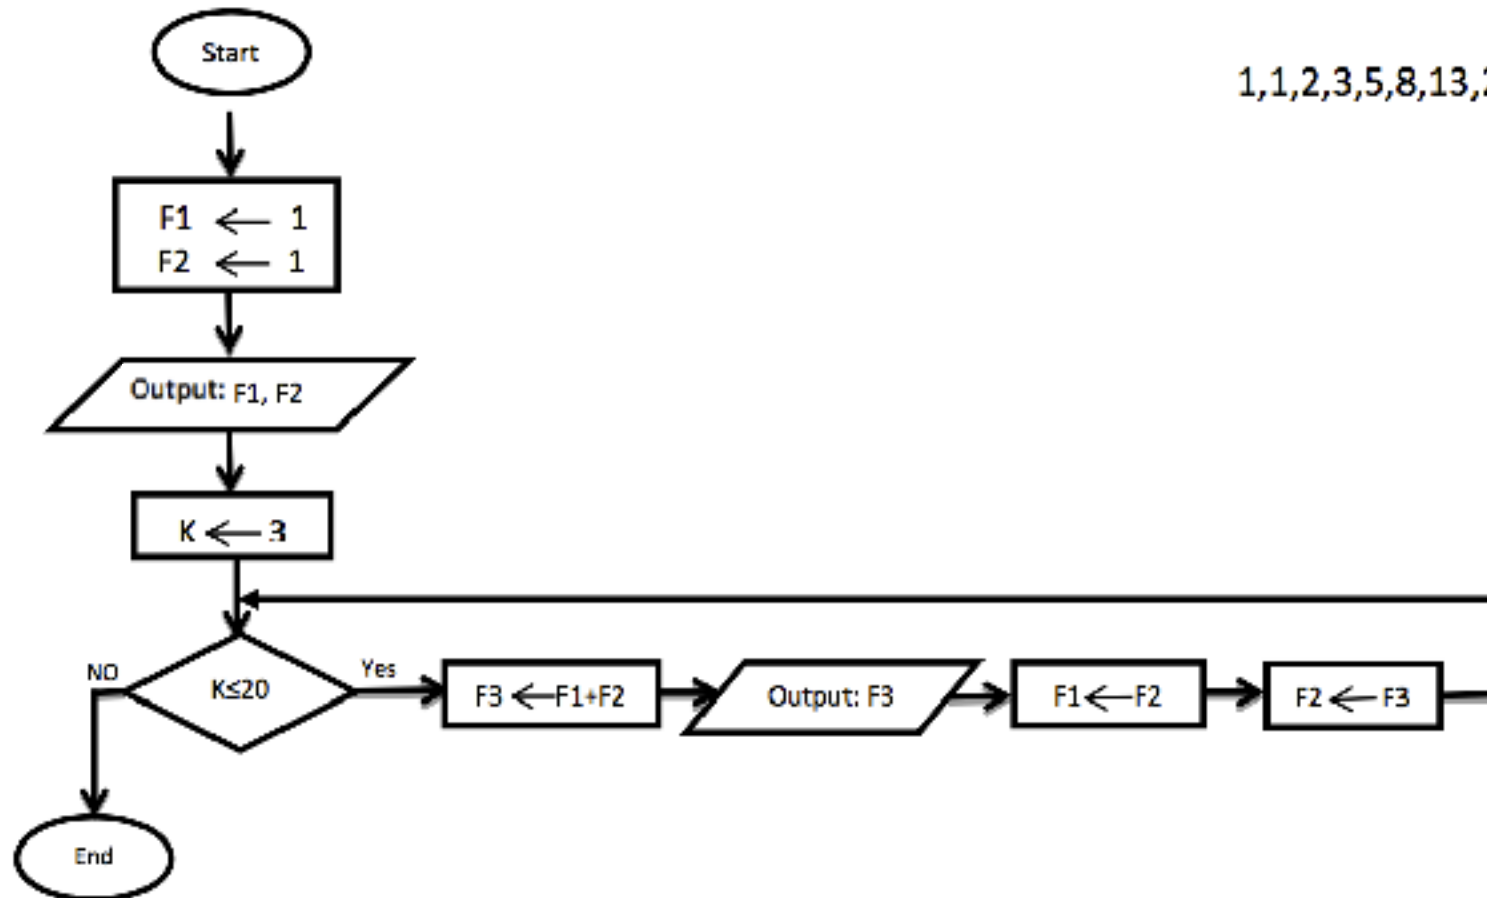 Start
1,1,2,3,5,8,13,
F1 ← 1
F2 ← 1
Output: F1, F2
K ← 3
NO
K≤20
Yes
F3 ←F1+F2
Output: F3
F1←F2
F2 ← F3
End